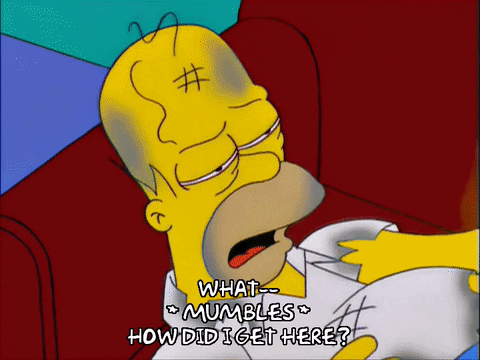 WHAT--
* MUMBLES *
HOW DID I GET HERE?